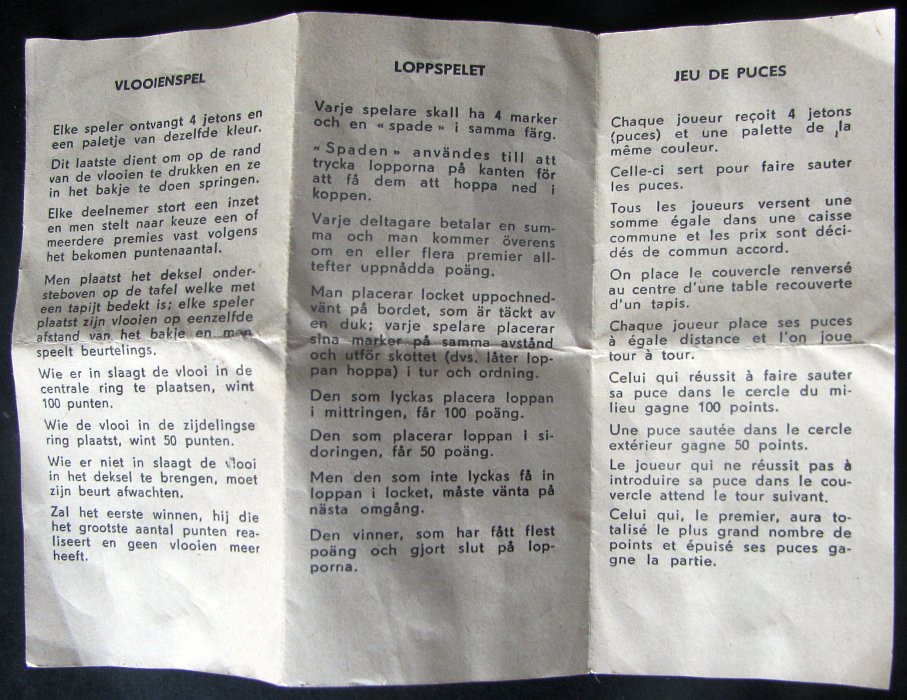 VLOOIENSPEL
Elke speler ontvangt 4 jetons en
een paletje van dezelfde kleur.
Dit laatste dient om op de rand
van de vlooien te drukken en ze
in het bakje te doen springen.
Elke deelnemer stort een inzet
en men stelt naar keuze een of
meerdere premies vast volgens
het bekomen puntenaantal.
Men plaatst het deksel onder-
steboven op de tafel welke met
een tapijt bedekt is; elke speler
plaatst zijn vlooien op eenzelfde
afstand van het bakje en men
speelt beurtelings.
Wie er in slaagt de vlooi in de
centrale ring te plaatsen, wint
100 punten.
Wie de vlooi in de zijdelingse
ring plaatst, wint 50 punten.
Wie er niet in slaagt de vlooi
in het deksel te brengen, moet
zijn beurt afwachten.
Zal het eerste winnen, hij die
het grootste aantal punten rea-
liseert en geen vlooien meer
heeft.
LOPPSPELET
Varje spelare skall ha 4 marker
och en « spade » i samma färg.
« Spaden » användes till att
trycka lopporna på kanten för
att få dem att hoppa ned i
koppen.
Varje deltagare betalar en sum-
ma och man kommer överens
om en eller flera premier all-
tefter uppnådda poäng.
Man placerar locket uppochned-
vänt på bordet, som är täckt av
en duk; varje spelare placerar
sina marker på samma avstånd
och utför skottet (dvs. låter lop-
pan hoppa) i tur och ordning.
Den som lyckas placera loppan
i mittringen, får 100 poäng.
Den som placerar loppan i si-
doringen, får 50 poäng.
Men den som inte lyckas få in
loppan i locket, måste vänta på
nästa omgång.
Den vinner, som har fått flest
poäng och gjort slut på lop-
porna.
JEU DE PUCES
Chaque joueur reçoit 4 jetons
(puces) et une palette de la
même couleur.
Celle-ci sert pour faire sauter
les puces.
Tous les joueurs versent une
somme égale dans une caisse
commune et les prix sont déci-
dés de commun accord.
On place le couvercle renversé
au centre d'une table recouverte
d'un tapis.
Chaque joueur place ses puces
à égale distance et l'on joue
tour à tour.
Celui qui réussit à faire sauter
sa puce dans le cercle du mi-
lieu gagne 100 points.
Une puce sautée dans le cercle
extérieur gagne 50 points.
Le joueur qui ne réussit pas à
introduire sa puce dans le cou-
vercle attend le tour suivant.
Celui qui, le premier, aura to-
talisé le plus grand nombre de
points et épuisé ses puces ga-
gne la partie.